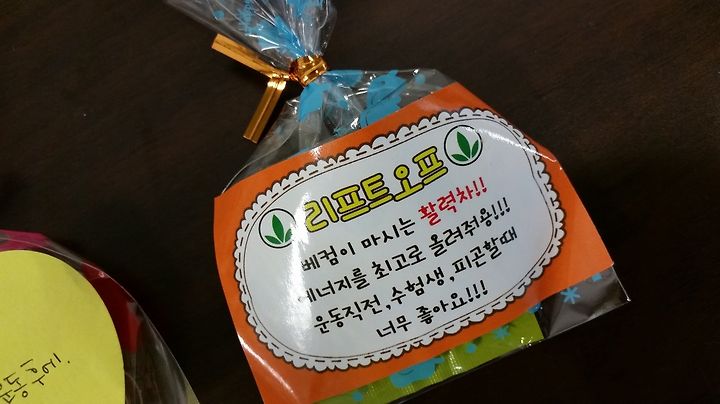 리프트오프
베컴이 마시는 활력차!!
에너지를 최고로 올려줘용!!!
운동직전, 수험생, 피곤할때
너무 좋아요!!!